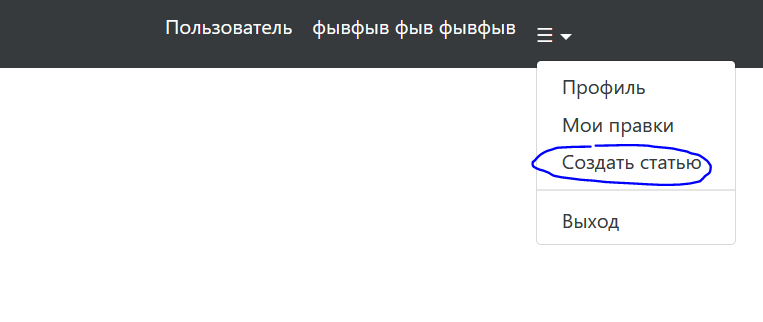 Пользователь фывфыв фыв фывфыв ☰
Профиль
Мои правки
Создать статью
Выход